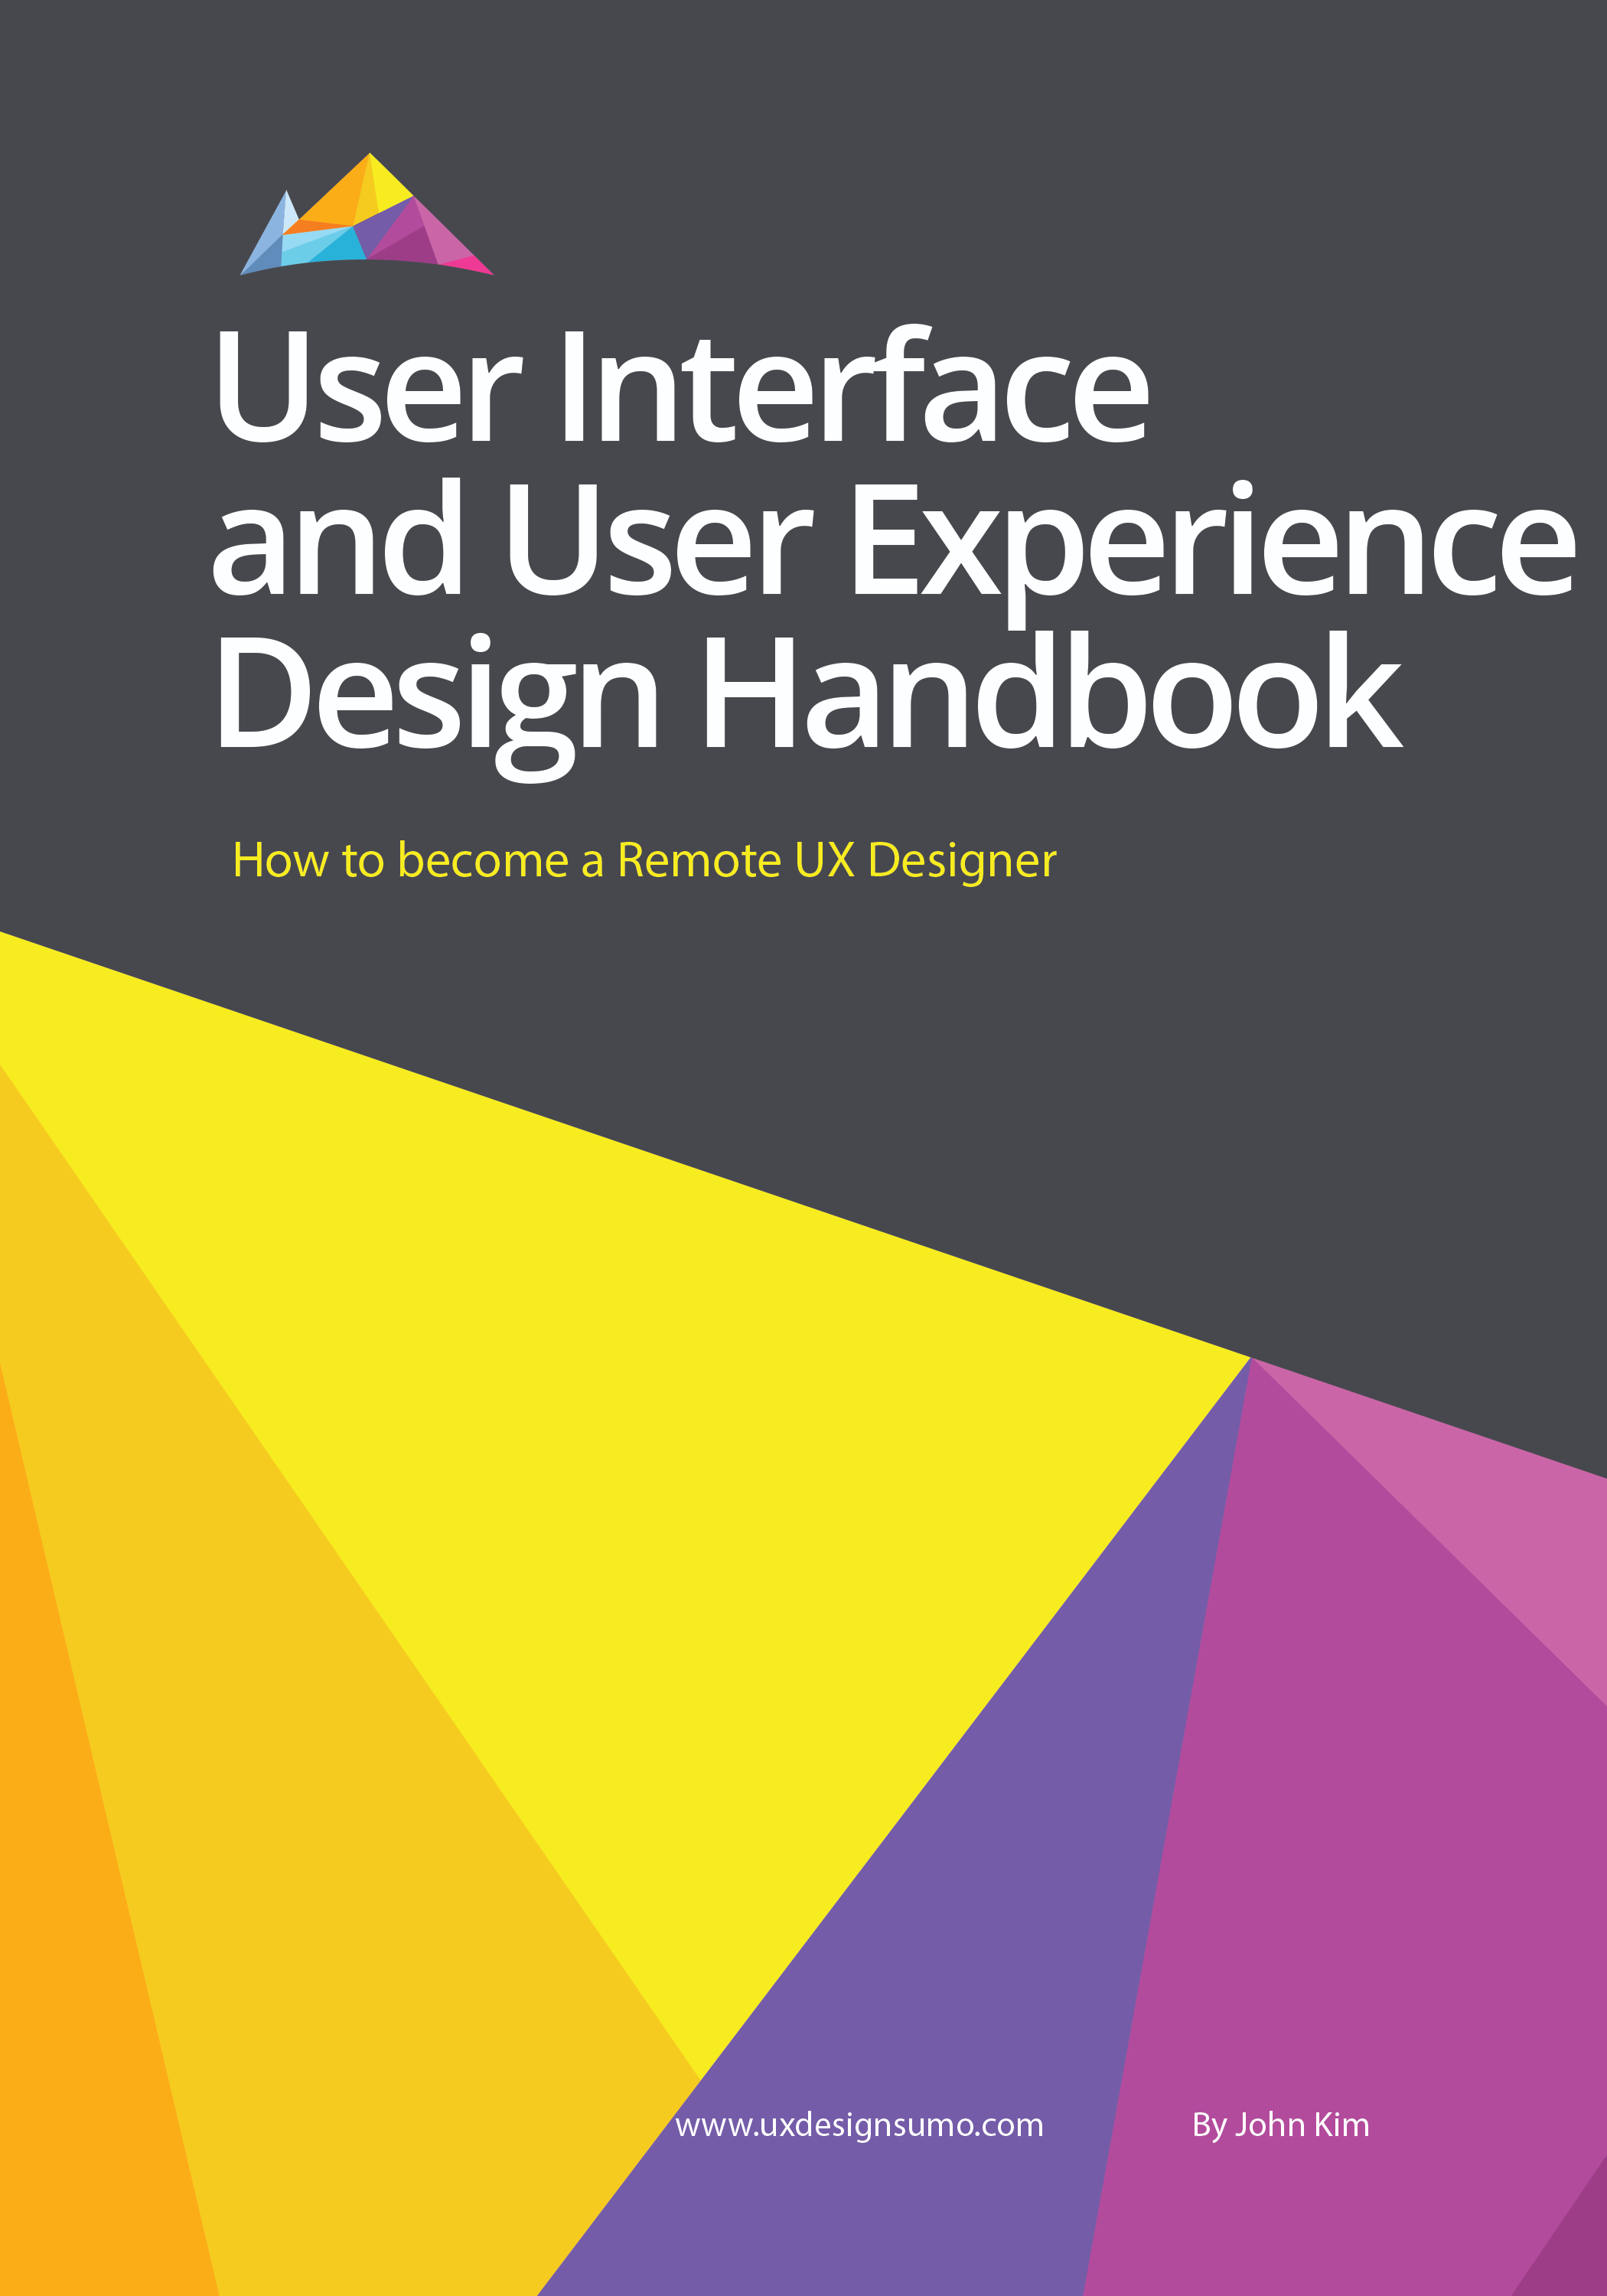 User Interface
and User Experience
Design Handbook
How to become a Remote UX Designer
www.uxdesignsumo.com
By John Kim